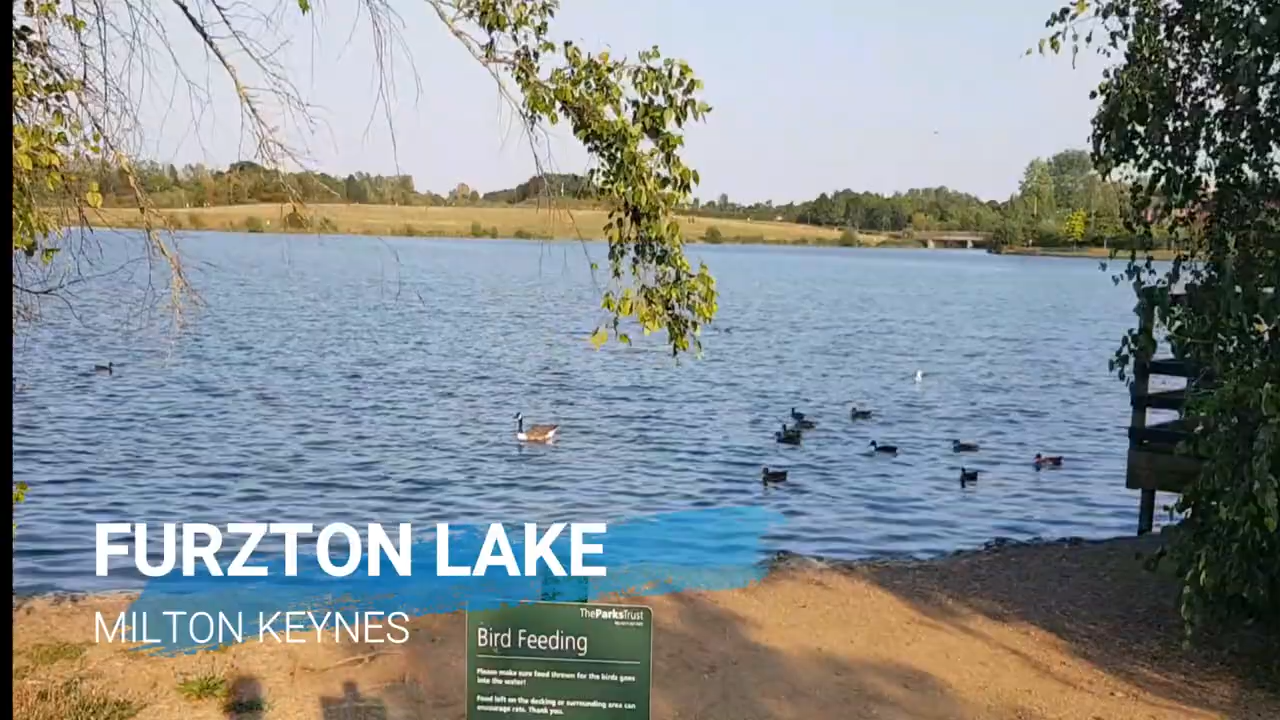 FURZTON LAKE
MILTON KEYNES
TheParksTrust
Bird Feeding
Please make sure food thrown for the birds goes
into the water!
Food left on the decking or surrounding area can
encourage rats. Thank you.